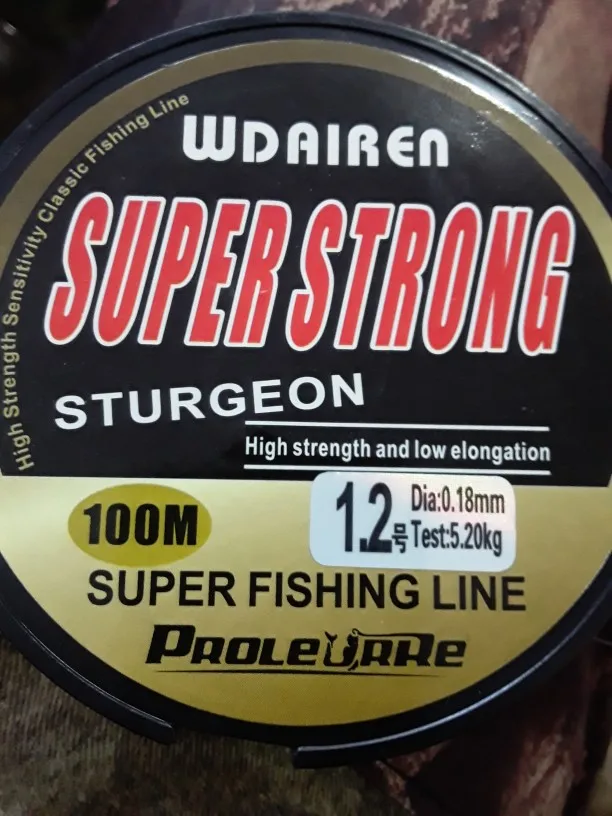 WDAIREN
High Strength Sensitivity Classic Fishing Line
SUPER STRONG
STURGEON
High strength and low elongation
100M
1.2号
Dia:0.18mm
Test:5.20kg
SUPER FISHING LINE
PROLEURRE